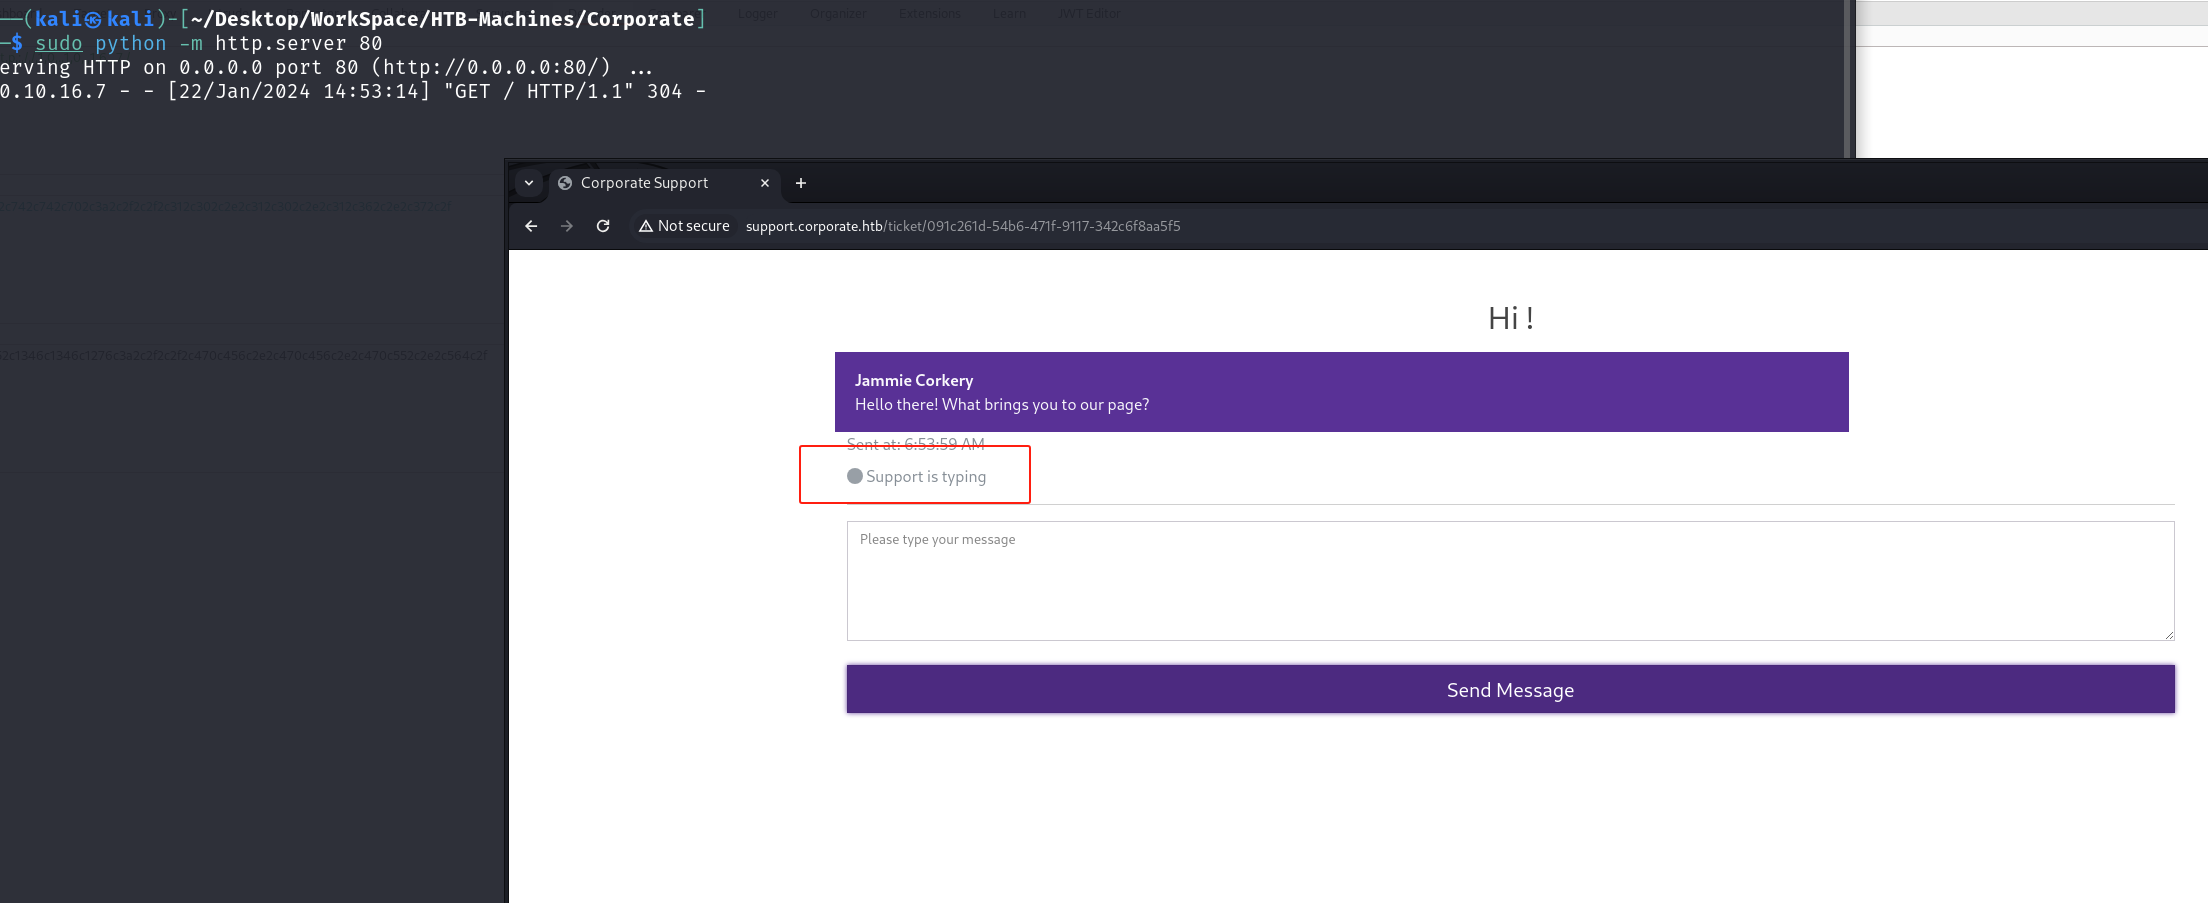 (kali㉿kali)-[~/Desktop/WorkSpace/HTB-Machines/Corporate]
Logger Organizer Extensions Learn JWT Editor
$ sudo python -m http.server 80
erving HTTP on 0.0.0.0 port 80 (http://0.0.0.0:80/) ...
0.10.16.7 - - [22/Jan/2024 14:53:14] "GET / HTTP/1.1" 304 -
Corporate Support
Not secure support.corporate.htb/ticket/091c261d-54b6-471f-9117-342c6f8aa5f5
Hi !
Jammie Corkery
Hello there! What brings you to our page?
Sent at: 6:53:59 AM
Support is typing
Please type your message
Send Message